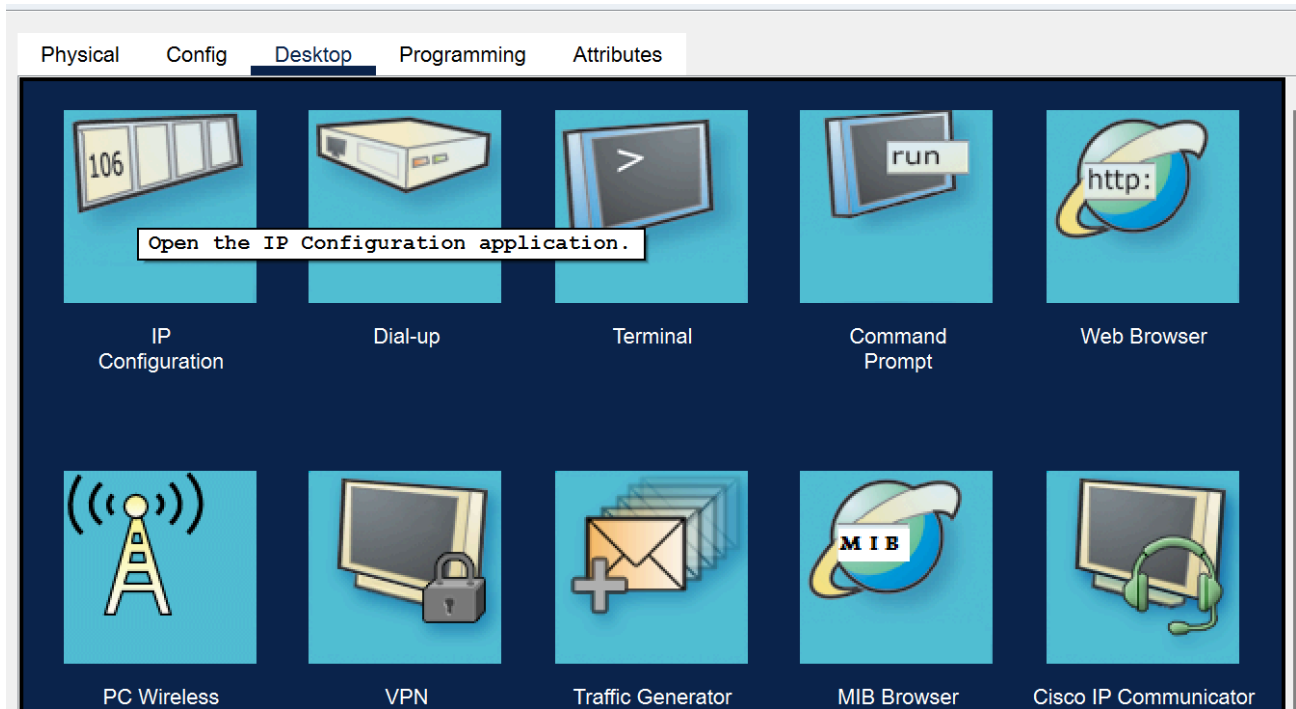 Physical Config Desktop Programming Attributes
106
>
run
http:
Open the IP Configuration application.
IP
Configuration
Dial-up
Terminal
Command
Prompt
Web Browser
MIB
PC Wireless
VPN
Traffic Generator
MIB Browser
Cisco IP Communicator